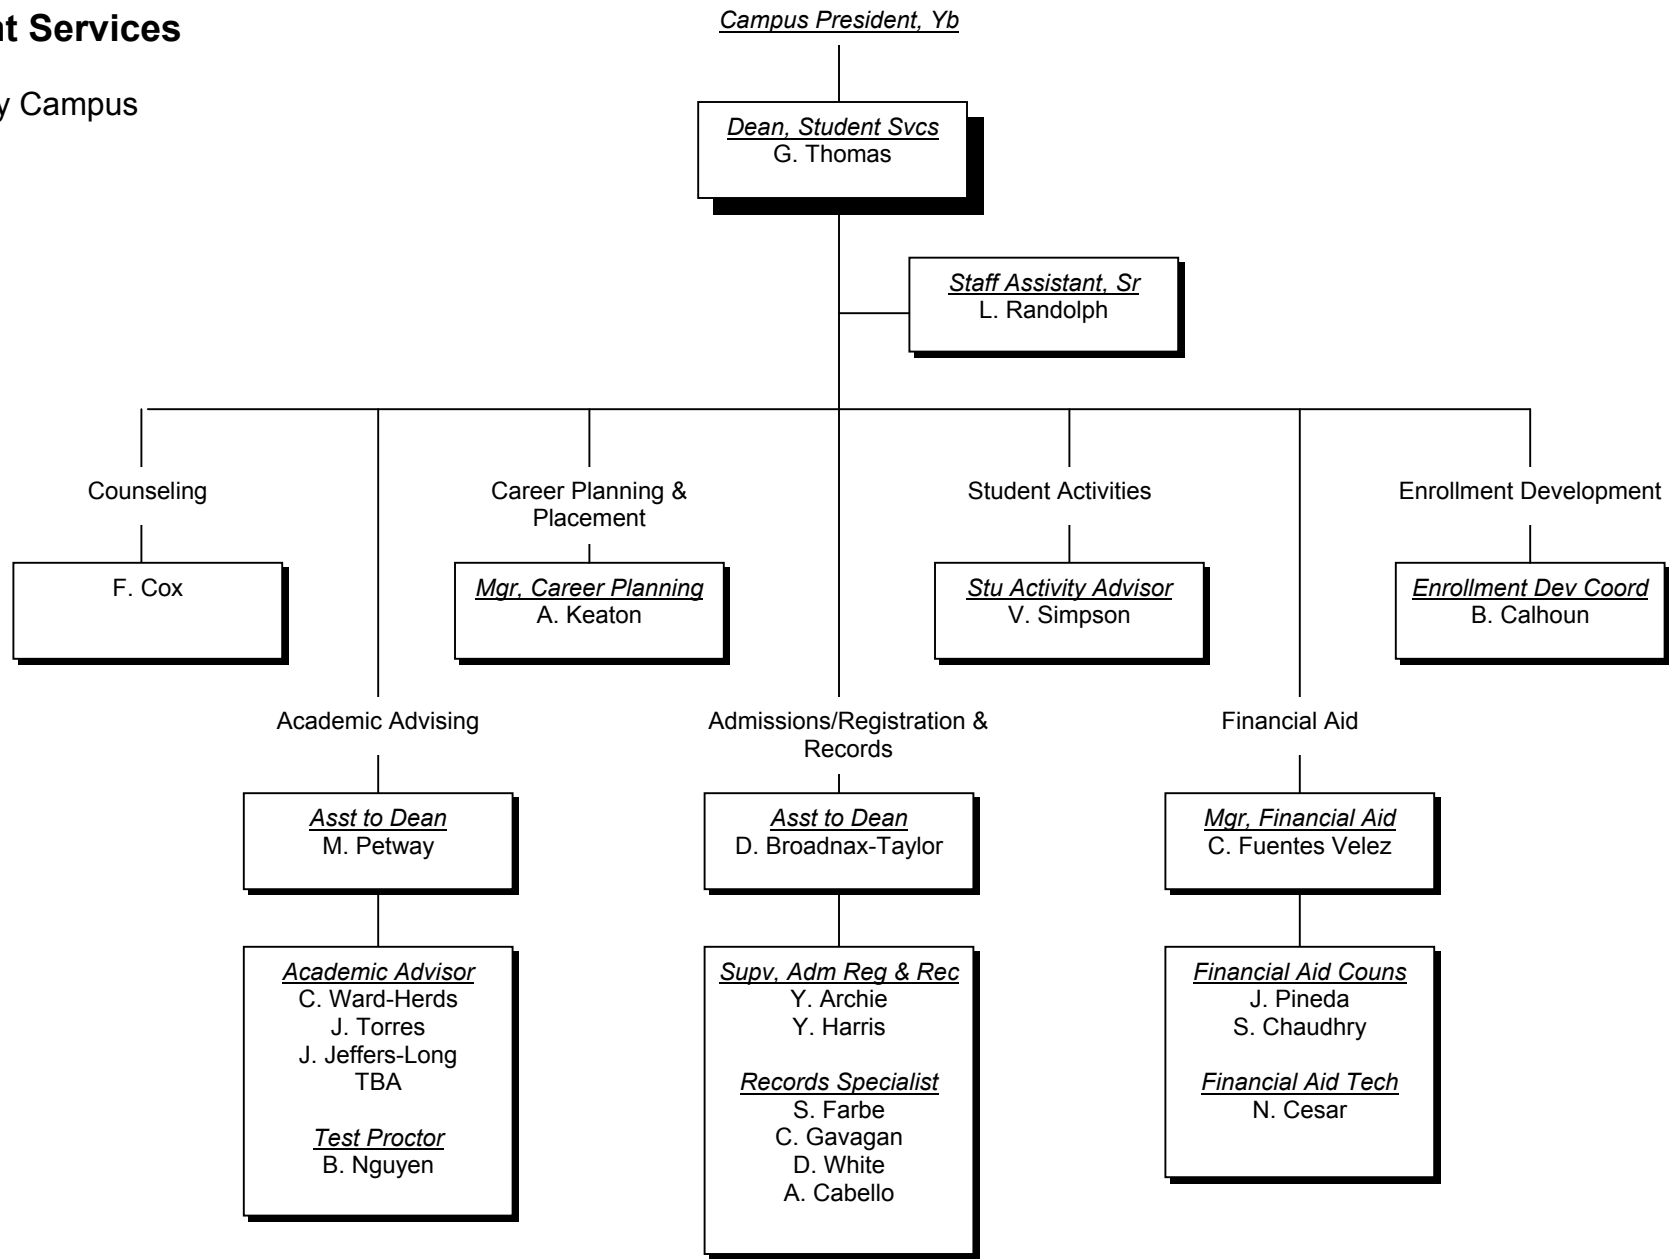 Services
Campus
Campus President, Yb
Dean, Student Svcs
G. Thomas
Staff Assistant, Sr
L. Randolph
Counseling
F. Cox
Career Planning &
Placement
Mgr, Career Planning
A. Keaton
Student Activities
Stu Activity Advisor
V. Simpson
Enrollment Development
Enrollment Dev Coord
B. Calhoun
Academic Advising
Asst to Dean
M. Petway
Academic Advisor
C. Ward-Herds
J. Torres
J. Jeffers-Long
TBA
Test Proctor
B. Nguyen
Admissions/Registration &
Records
Asst to Dean
D. Broadnax-Taylor
Supv, Adm Reg & Rec
Y. Archie
Y. Harris
Records Specialist
S. Farbe
C. Gavagan
D. White
A. Cabello
Financial Aid
Mgr, Financial Aid
C. Fuentes Velez
Financial Aid Couns
J. Pineda
S. Chaudhry
Financial Aid Tech
N. Cesar